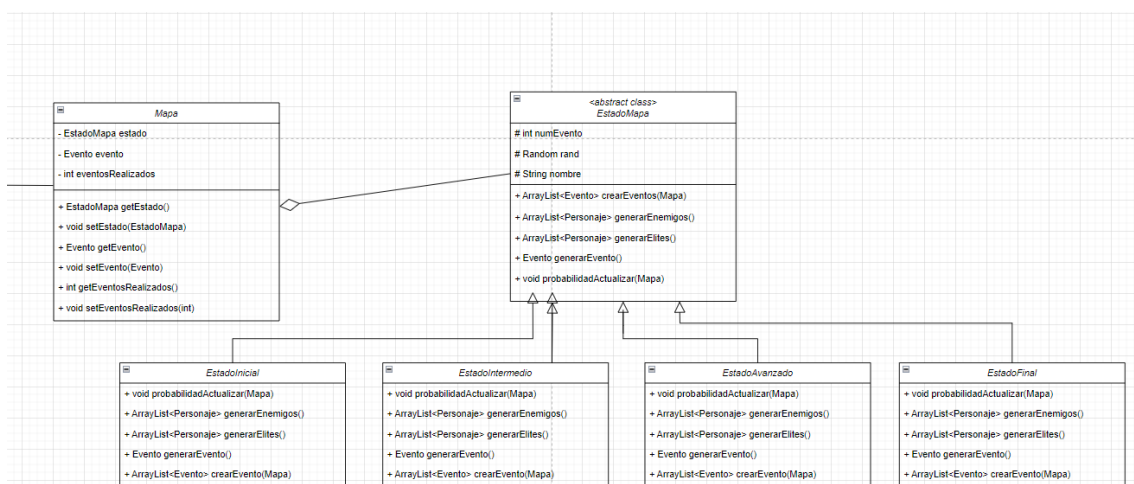 Mapa
- EstadoMapa estado
- Evento evento
- int eventosRealizados
+ EstadoMapa getEstado()
+ void setEstado(EstadoMapa)
+ Evento getEvento()
+ void setEvento(Evento)
+ int getEventosRealizados()
+ void setEventosRealizados(int)
<abstract class>
EstadoMapa
# int numEvento
# Random rand
# String nombre
+ ArrayList<Evento> crearEventos(Mapa)
+ ArrayList<Personaje> generarEnemigos()
+ ArrayList<Personaje> generarElites()
+ Evento generarEvento()
+ void probabilidadActualizar(Mapa)
EstadoInicial
+ void probabilidadActualizar(Mapa)
+ ArrayList<Personaje> generarEnemigos()
+ ArrayList<Personaje> generarElites()
+ Evento generarEvento()
+ ArrayList<Evento> crearEvento(Mapa)
EstadoIntermedio
+ void probabilidadActualizar(Mapa)
+ ArrayList<Personaje> generarEnemigos()
+ ArrayList<Personaje> generarElites()
+ Evento generarEvento()
+ ArrayList<Evento> crearEvento(Mapa)
EstadoAvanzado
+ void probabilidadActualizar(Mapa)
+ ArrayList<Personaje> generarEnemigos()
+ ArrayList<Personaje> generarElites()
+ Evento generarEvento()
+ ArrayList<Evento> crearEvento(Mapa)
EstadoFinal
+ void probabilidadActualizar(Mapa)
+ ArrayList<Personaje> generarEnemigos()
+ ArrayList<Personaje> generarElites()
+ Evento generarEvento()
+ ArrayList<Evento> crearEvento(Mapa)